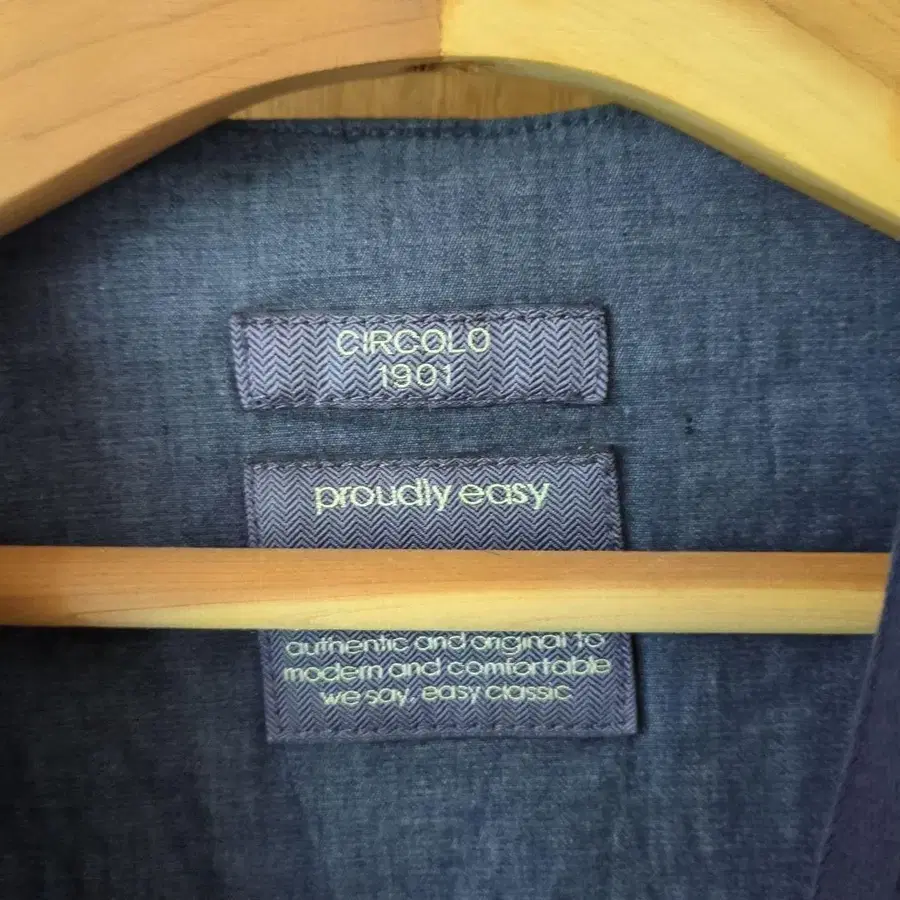 CIRCOLO
1901
proudly easy
authentic and original to
modern and comfortable
we say, easy classic